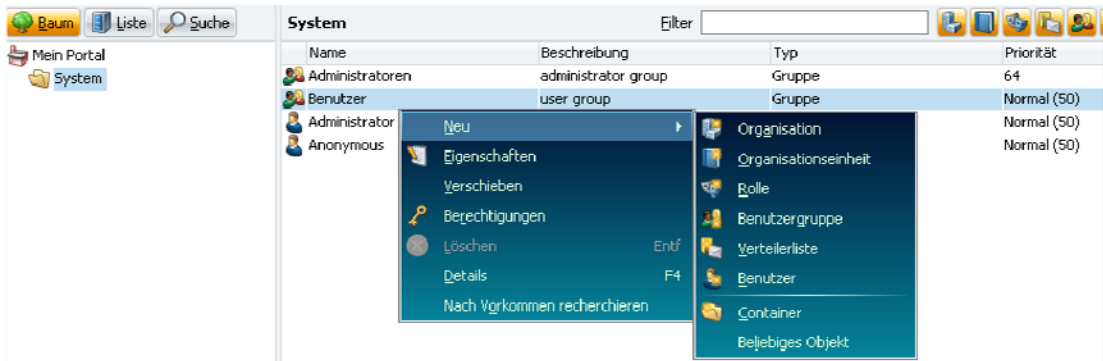 Baum Liste Suche System Filter
Mein Portal Name Beschreibung Typ Priorität
System Administratoren administrator group Gruppe 64
Benutzer user group Gruppe Normal (50)
Administrator Neu Organisation Normal (50)
Anonymous Eigenschaften Organisationseinheit Normal (50)
Verschieben Rolle
Berechtigungen Benutzergruppe
Löschen Entf Verteilerliste
Details F4 Benutzer
Nach Vorkommen recherchieren Container
Beliebiges Objekt